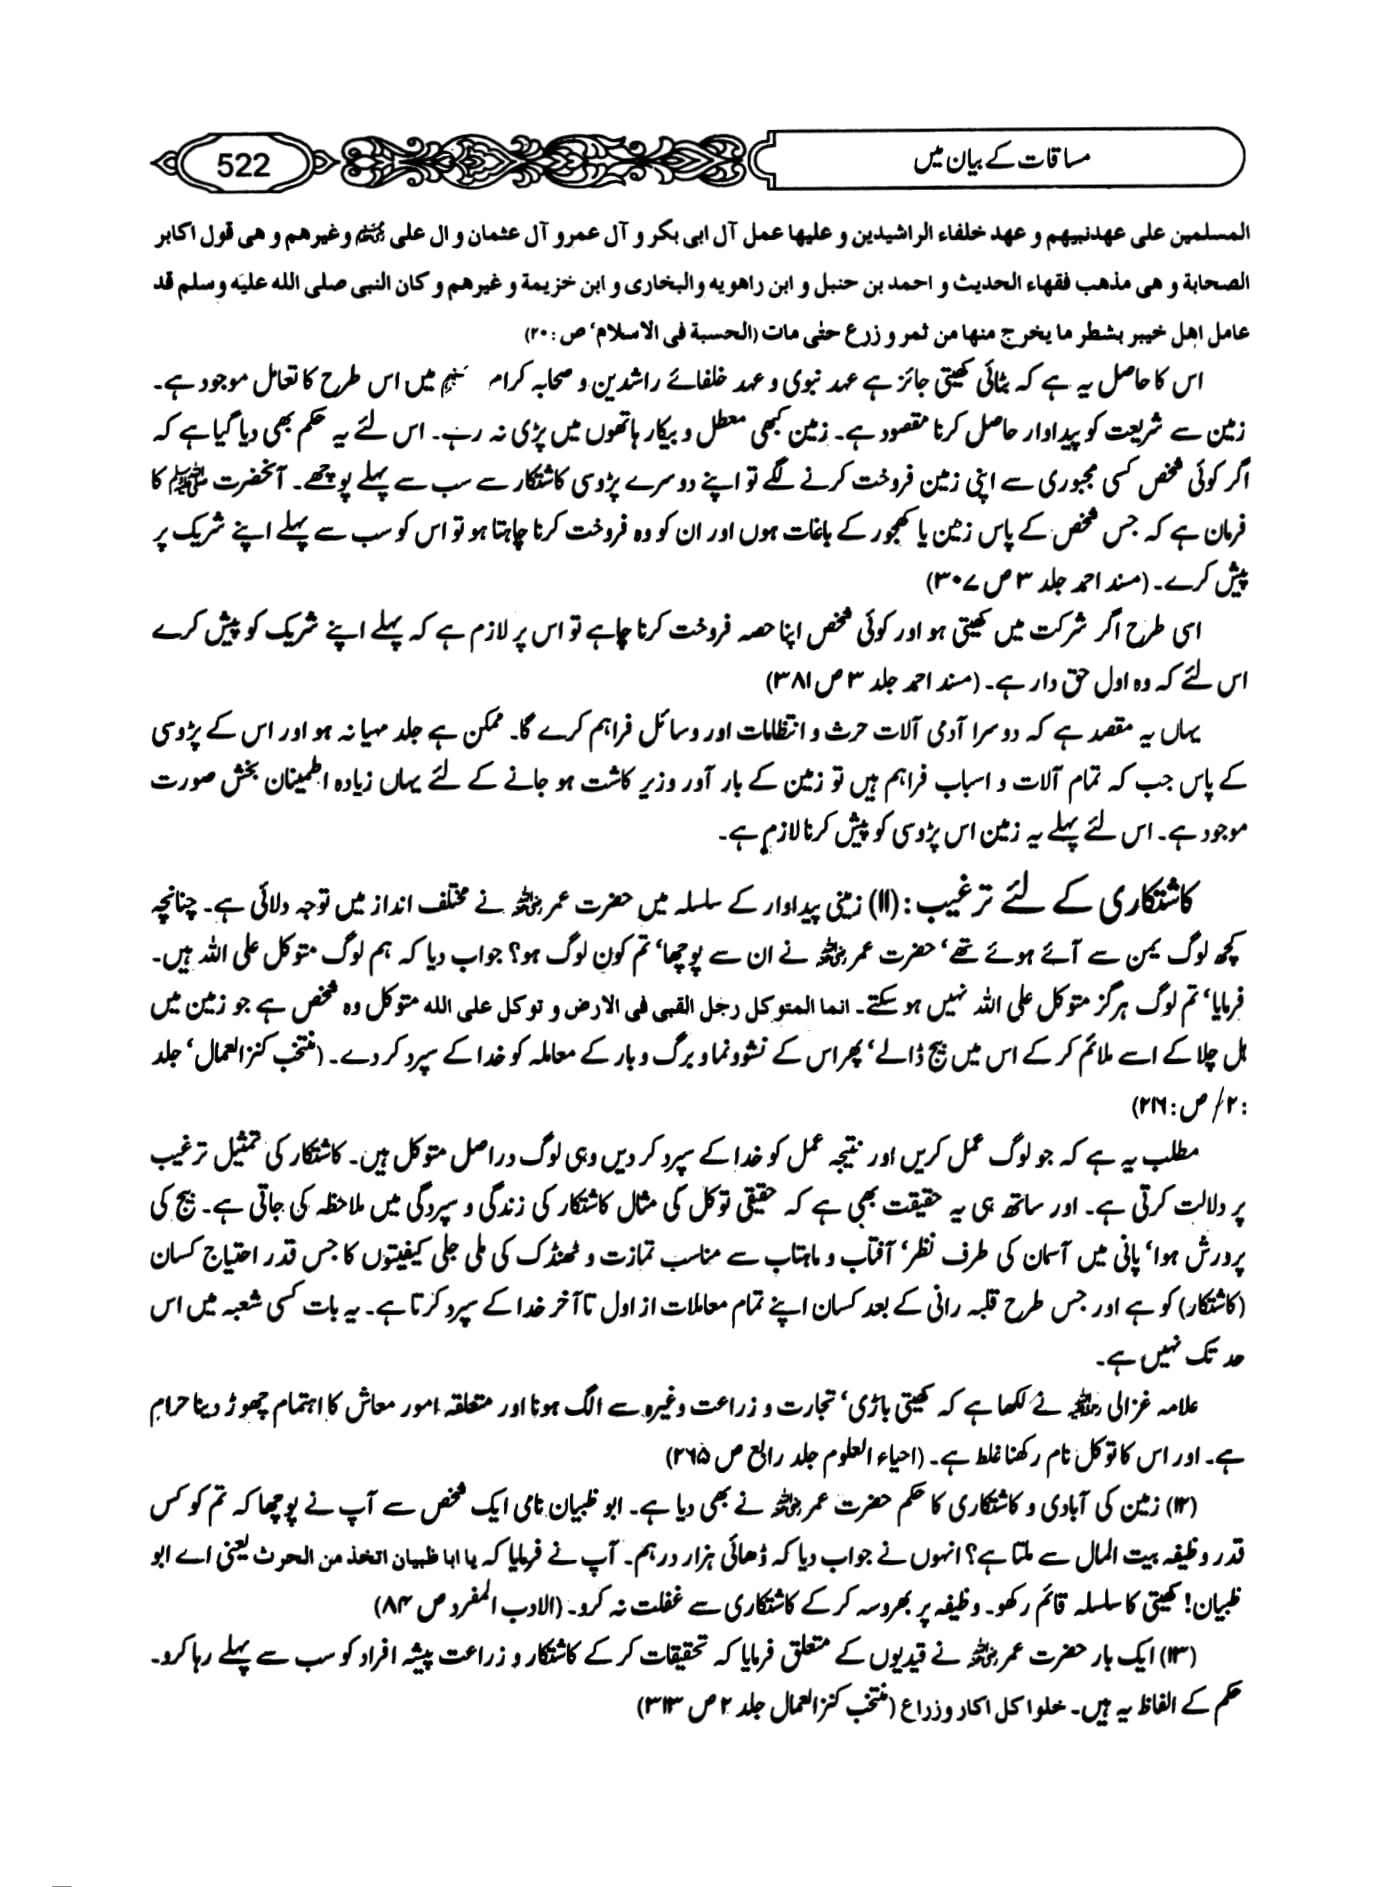 مساقات کے بیان میں
522
المسلمین علی عهدنبیهم و عهد خلفاء الراشیدین و علیها عمل آل ابی بکر و آل عمرو آل عثمان و ال علی ﷺ وغیرهم و هی قول اکابر
الصحابة و هی مذهب فقهاء الحدیث و احمد بن حنبل و ابن راهویه والبخاری و ابن خزیمة و غیرهم و کان النبی صلی الله علیه وسلم قد
عامل اهل خیبر بشطر ما یخرج منها من ثمر و زرع حتٰی مات (الحسبة فی الاسلام‘ ص : ۲۰)
اس کا حاصل یہ ہے کہ بٹائی کھیتی جائز ہے عہد نبوی و عہد خلفائے راشدین و صحابہ کرام میں اس طرح کا تعامل موجود ہے۔
زمین سے شریعت کو پیداوار حاصل کرنا مقصود ہے۔ زمین کبھی معطل و بیکار ہاتھوں میں پڑی نہ رہے۔ اس لئے یہ حکم بھی دیا گیا ہے کہ
اگر کوئی شخص کسی مجبوری سے اپنی زمین فروخت کرنے لگے تو اپنے دوسرے پڑوسی کاشتکار سے سب سے پہلے پوچھے۔ آنحضرت ﷺ کا
فرمان ہے کہ جس شخص کے پاس زمین یا کھجور کے باغات ہوں اور ان کو وہ فروخت کرنا چاہتا ہو تو اس کو سب سے پہلے اپنے شریک پر
پیش کرے۔ (مسند احمد جلد ۳ ص ۳۰۷)
اسی طرح اگر شرکت میں کھیتی ہو اور کوئی شخص اپنا حصہ فروخت کرنا چاہے تو اس پر لازم ہے کہ پہلے اپنے شریک کو پیش کرے
اس لئے کہ وہ اول حق دار ہے۔ (مسند احمد جلد ۳ ص ۳۸۱)
یہاں یہ مقصد ہے کہ دوسرا آدمی آلات حرث و انتظامات اور وسائل فراہم کرے گا۔ ممکن ہے جلد مہیا نہ ہو اور اس کے پڑوسی
کے پاس جب کہ تمام آلات و اسباب فراہم ہیں تو زمین کے بار آور وزیر کاشت ہو جانے کے لئے یہاں زیادہ اطمینان بخش صورت
موجود ہے۔ اس لئے پہلے یہ زمین اس پڑوسی کو پیش کرنا لازم ہے۔
کاشتکاری کے لئے ترغیب : (۱۱) زمینی پیداوار کے سلسلہ میں حضرت عمر رضی اللہ عنہ نے مختلف انداز میں توجہ دلائی ہے۔ چنانچہ
کچھ لوگ یمن سے آئے ہوئے تھے‘ حضرت عمر رضی اللہ عنہ نے ان سے پوچھا‘ تم کون لوگ ہو؟ جواب دیا کہ ہم لوگ متوکل علی اللہ ہیں۔
فرمایا‘ تم لوگ ہرگز متوکل علی اللہ نہیں ہو سکتے۔ انما المتوکل رجل القبی فی الارض و توکل علی الله متوکل وہ شخص ہے جو زمین میں
ہل چلا کے اسے ملائم کر کے اس میں بیج ڈالے‘ پھر اس کے نشوونما و برگ و بار کے معاملہ کو خدا کے سپرد کر دے۔ (منتخب کنزالعمال‘ جلد
: ۲/ ص : ۲۱۶)
مطلب یہ ہے کہ جو لوگ عمل کریں اور نتیجہ عمل کو خدا کے سپرد کر دیں وہی لوگ دراصل متوکل ہیں۔ کاشتکار کی تمثیل ترغیب
پر دلالت کرتی ہے۔ اور ساتھ ہی یہ حقیقت بھی ہے کہ حقیقی توکل کی مثال کاشتکار کی زندگی و سپردگی میں ملاحظہ کی جاتی ہے۔ بیج کی
پرورش ہوا‘ پانی میں آسمان کی طرف نظر‘ آفتاب و ماہتاب سے مناسب تمازت و ٹھنڈک کی ملی جلی کیفیتوں کا جس قدر احتیاج کسان
(کاشتکار) کو ہے اور جس طرح قلبہ رانی کے بعد کسان اپنے تمام معاملات از اول تا آخر خدا کے سپرد کرتا ہے۔ یہ بات کسی شعبہ میں اس
حد تک نہیں ہے۔
علامہ غزالی رحمہ اللہ نے لکھا ہے کہ کھیتی باڑی‘ تجارت و زراعت وغیرہ سے الگ ہونا اور متعلقہ امور معاش کا اہتمام چھوڑ دینا حرام
ہے۔ اور اس کا توکل نام رکھنا غلط ہے۔ (احیاء العلوم جلد رابع ص ۲۶۵)
(۱۲) زمین کی آبادی و کاشتکاری کا حکم حضرت عمر رضی اللہ عنہ نے بھی دیا ہے۔ ابو ظبیان نامی ایک شخص سے آپ نے پوچھا کہ تم کو کس
قدر وظیفہ بیت المال سے ملتا ہے؟ انہوں نے جواب دیا کہ ڈھائی ہزار درہم۔ آپ نے فرمایا کہ یا ابا ظبیان اتخذ من الحرث یعنی اے ابو
ظبیان! کھیتی کا سلسلہ قائم رکھو۔ وظیفہ پر بھروسہ کر کے کاشتکاری سے غفلت نہ کرو۔ (الادب المفرد ص ۸۴)
(۱۳) ایک بار حضرت عمر رضی اللہ عنہ نے قیدیوں کے متعلق فرمایا کہ تحقیقات کر کے کاشتکار و زراعت پیشہ افراد کو سب سے پہلے رہا کرو۔
حکم کے الفاظ یہ ہیں۔ خلوا کل اکار وزراع (منتخب کنزالعمال جلد ۲ ص ۳۱۳)